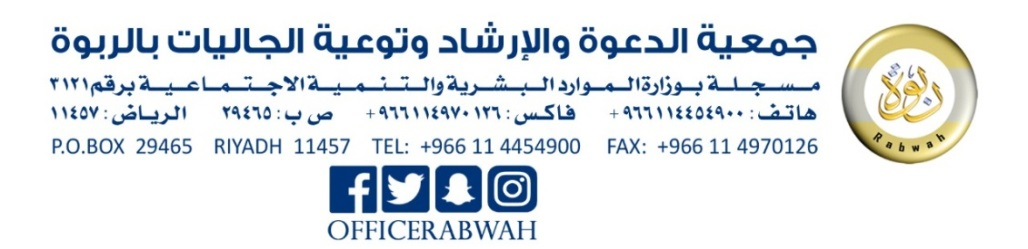 جمعية الدعوة والإرشاد وتوعية الجاليات بالربوة
مسجلة بوزارة الموارد البشرية والتنمية الاجتماعية برقم ٣١٢١
هاتف: ٩٦٦١١٤٤٥٤٩٠٠+ فاكس: ٩٦٦١١٤٩٧٠١٢٦+ ص ب: ٢٩٤٦٥ الرياض: ١١٤٥٧
P.O.BOX 29465 RIYADH 11457 TEL: +966 11 4454900 FAX: +966 11 4970126
OFFICERABWAH
ربوة
Rabwah